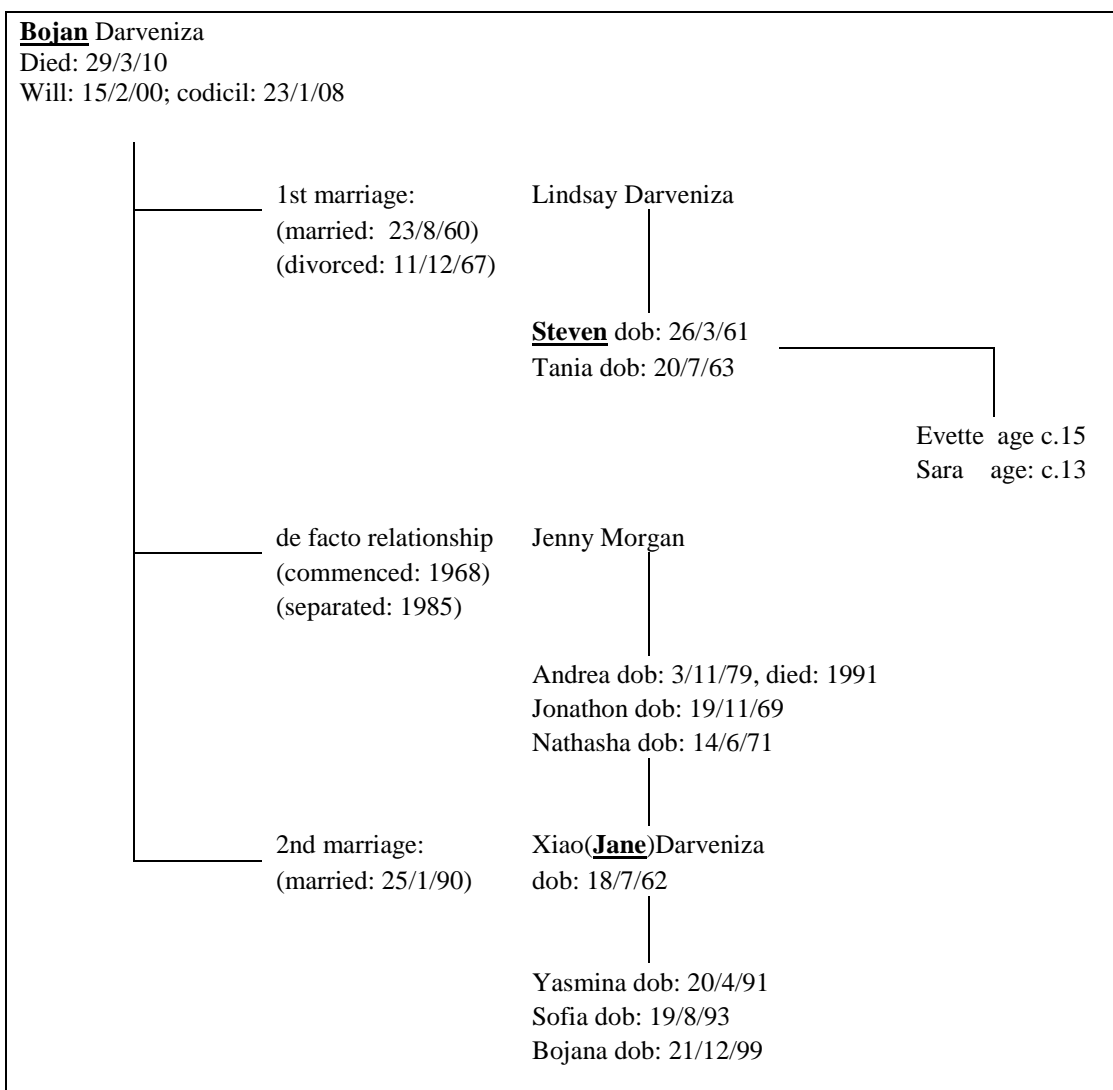 Bojan Darveniza
Died: 29/3/10
Will: 15/2/00; codicil: 23/1/08
1st marriage: Lindsay Darveniza
(married: 23/8/60)
(divorced: 11/12/67)
Steven dob: 26/3/61
Tania dob: 20/7/63
Evette age c.15
Sara age: c.13
de facto relationship Jenny Morgan
(commenced: 1968)
(separated: 1985)
Andrea dob: 3/11/79, died: 1991
Jonathon dob: 19/11/69
Nathasha dob: 14/6/71
2nd marriage: Xiao(Jane)Darveniza
(married: 25/1/90) dob: 18/7/62
Yasmina dob: 20/4/91
Sofia dob: 19/8/93
Bojana dob: 21/12/99